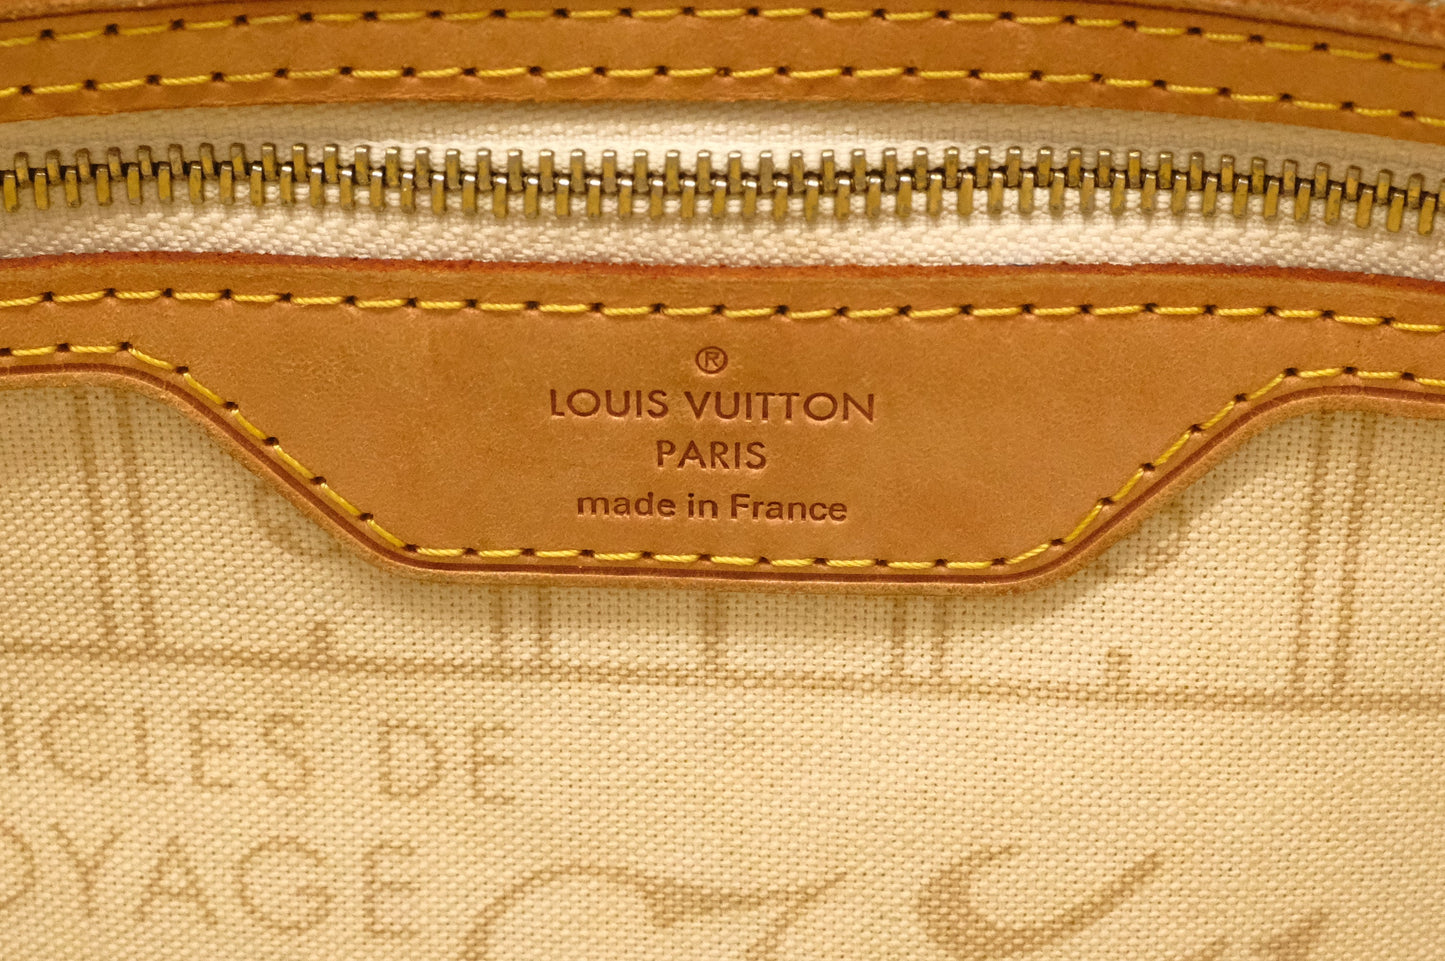 ®
LOUIS VUITTON
PARIS
made in France
ICLES DE
OYAGE